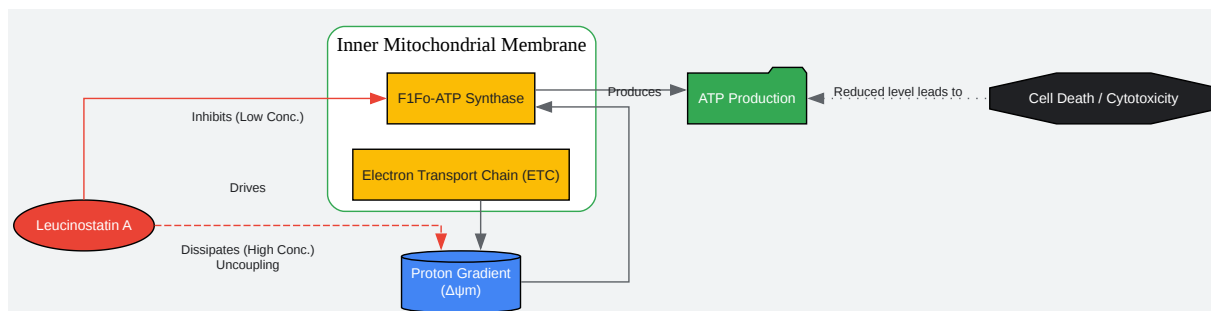 Inner Mitochondrial Membrane
F1Fo-ATP Synthase
Produces
ATP Production
Reduced level leads to
Cell Death / Cytotoxicity
Inhibits (Low Conc.)
Electron Transport Chain (ETC)
Drives
Leucinostatin A
Dissipates (High Conc.)
Uncoupling
Proton Gradient
(Δψm)